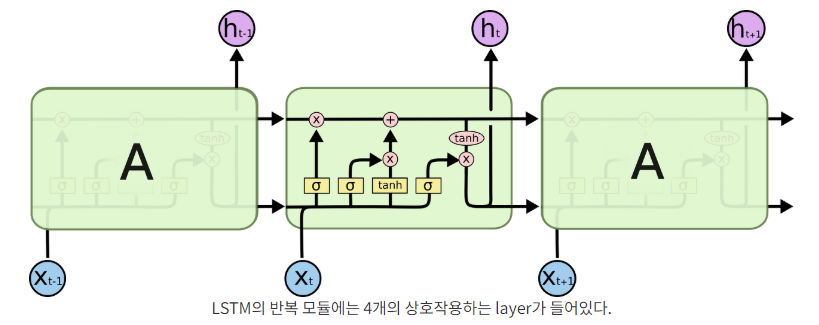 ht-1 ht ht+1
x + tanh x x + x + tanh x
A x x A
σ σ tanh σ
xt-1 xt xt+1
LSTM의 반복 모듈에는 4개의 상호작용하는 layer가 들어있다.